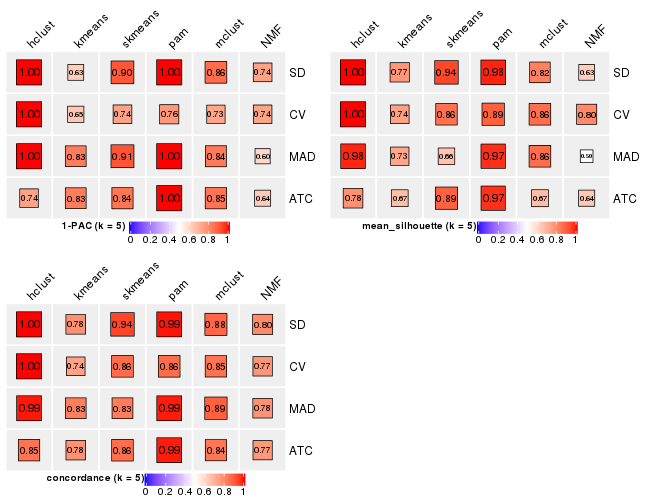 hclust kmeans skmeans pam mclust NMF
1.00 0.63 0.90 1.00 0.86 0.74 SD
1.00 0.65 0.74 0.76 0.73 0.74 CV
1.00 0.83 0.91 1.00 0.84 0.60 MAD
0.74 0.83 0.84 1.00 0.85 0.64 ATC
1-PAC (k = 5)
0 0.2 0.4 0.6 0.8 1
hclust kmeans skmeans pam mclust NMF
1.00 0.77 0.94 0.98 0.82 0.63 SD
1.00 0.74 0.86 0.89 0.86 0.80 CV
0.98 0.73 0.66 0.97 0.86 0.50 MAD
0.78 0.67 0.89 0.97 0.67 0.64 ATC
mean_silhouette (k = 5)
0 0.2 0.4 0.6 0.8 1
hclust kmeans skmeans pam mclust NMF
1.00 0.78 0.94 0.99 0.88 0.80 SD
1.00 0.74 0.86 0.86 0.85 0.77 CV
0.99 0.83 0.83 0.99 0.89 0.78 MAD
0.85 0.78 0.86 0.99 0.84 0.77 ATC
concordance (k = 5)
0 0.2 0.4 0.6 0.8 1